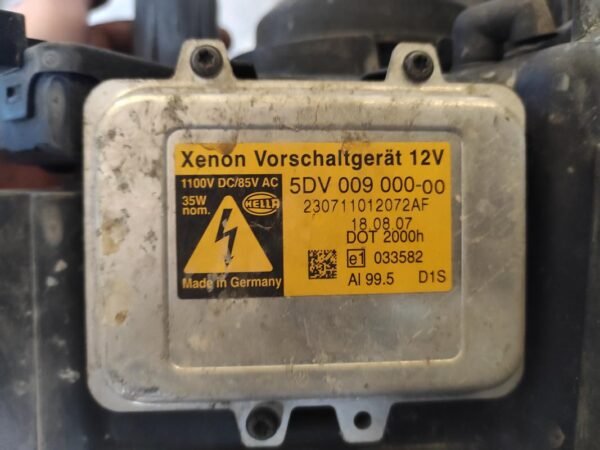 Xenon Vorschaltgerät 12V
1100V DC/85V AC
35W
nom.
HELLA
Made in Germany
5DV 009 000-00
230711012072AF
18.08.07
DOT 2000h
e1 033582
Al 99.5 D1S